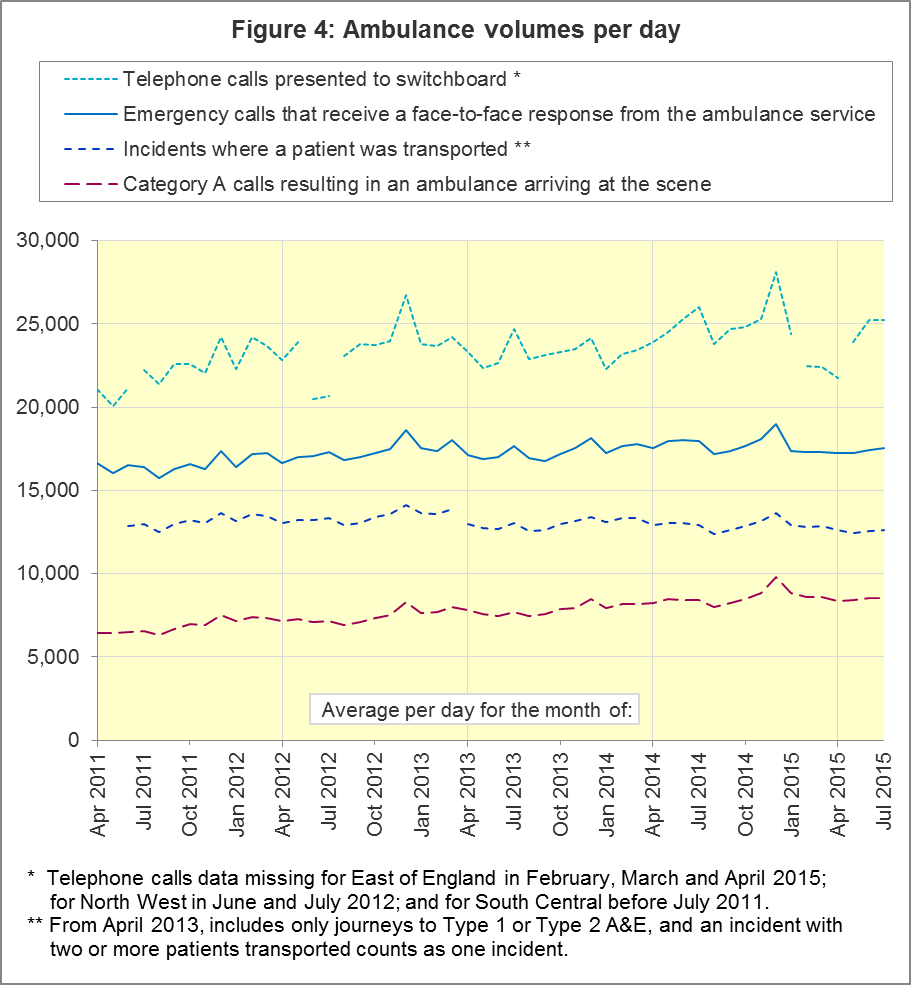 Figure 4: Ambulance volumes per day
Telephone calls presented to switchboard *
Emergency calls that receive a face-to-face response from the ambulance service
Incidents where a patient was transported **
Category A calls resulting in an ambulance arriving at the scene
30,000
25,000
20,000
15,000
10,000
5,000
0
Average per day for the month of:
Apr 2011
Jul 2011
Oct 2011
Jan 2012
Apr 2012
Jul 2012
Oct 2012
Jan 2013
Apr 2013
Jul 2013
Oct 2013
Jan 2014
Apr 2014
Jul 2014
Oct 2014
Jan 2015
Apr 2015
Jul 2015
* Telephone calls data missing for East of England in February, March and April 2015;
for North West in June and July 2012; and for South Central before July 2011.
** From April 2013, includes only journeys to Type 1 or Type 2 A&E, and an incident with
two or more patients transported counts as one incident.